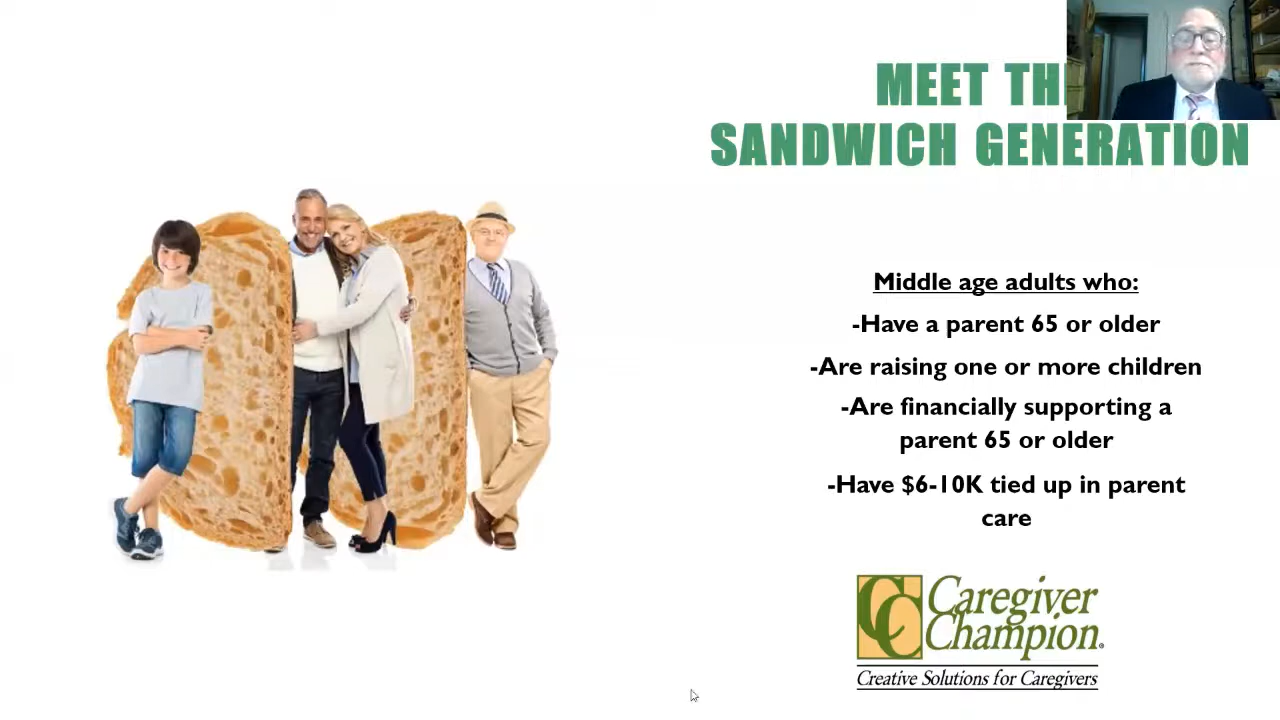 MEET TH
SANDWICH GENERATION
Middle age adults who:
-Have a parent 65 or older
-Are raising one or more children
-Are financially supporting a
parent 65 or older
-Have $6-10K tied up in parent
care
CC
Caregiver
Champion®
Creative Solutions for Caregivers